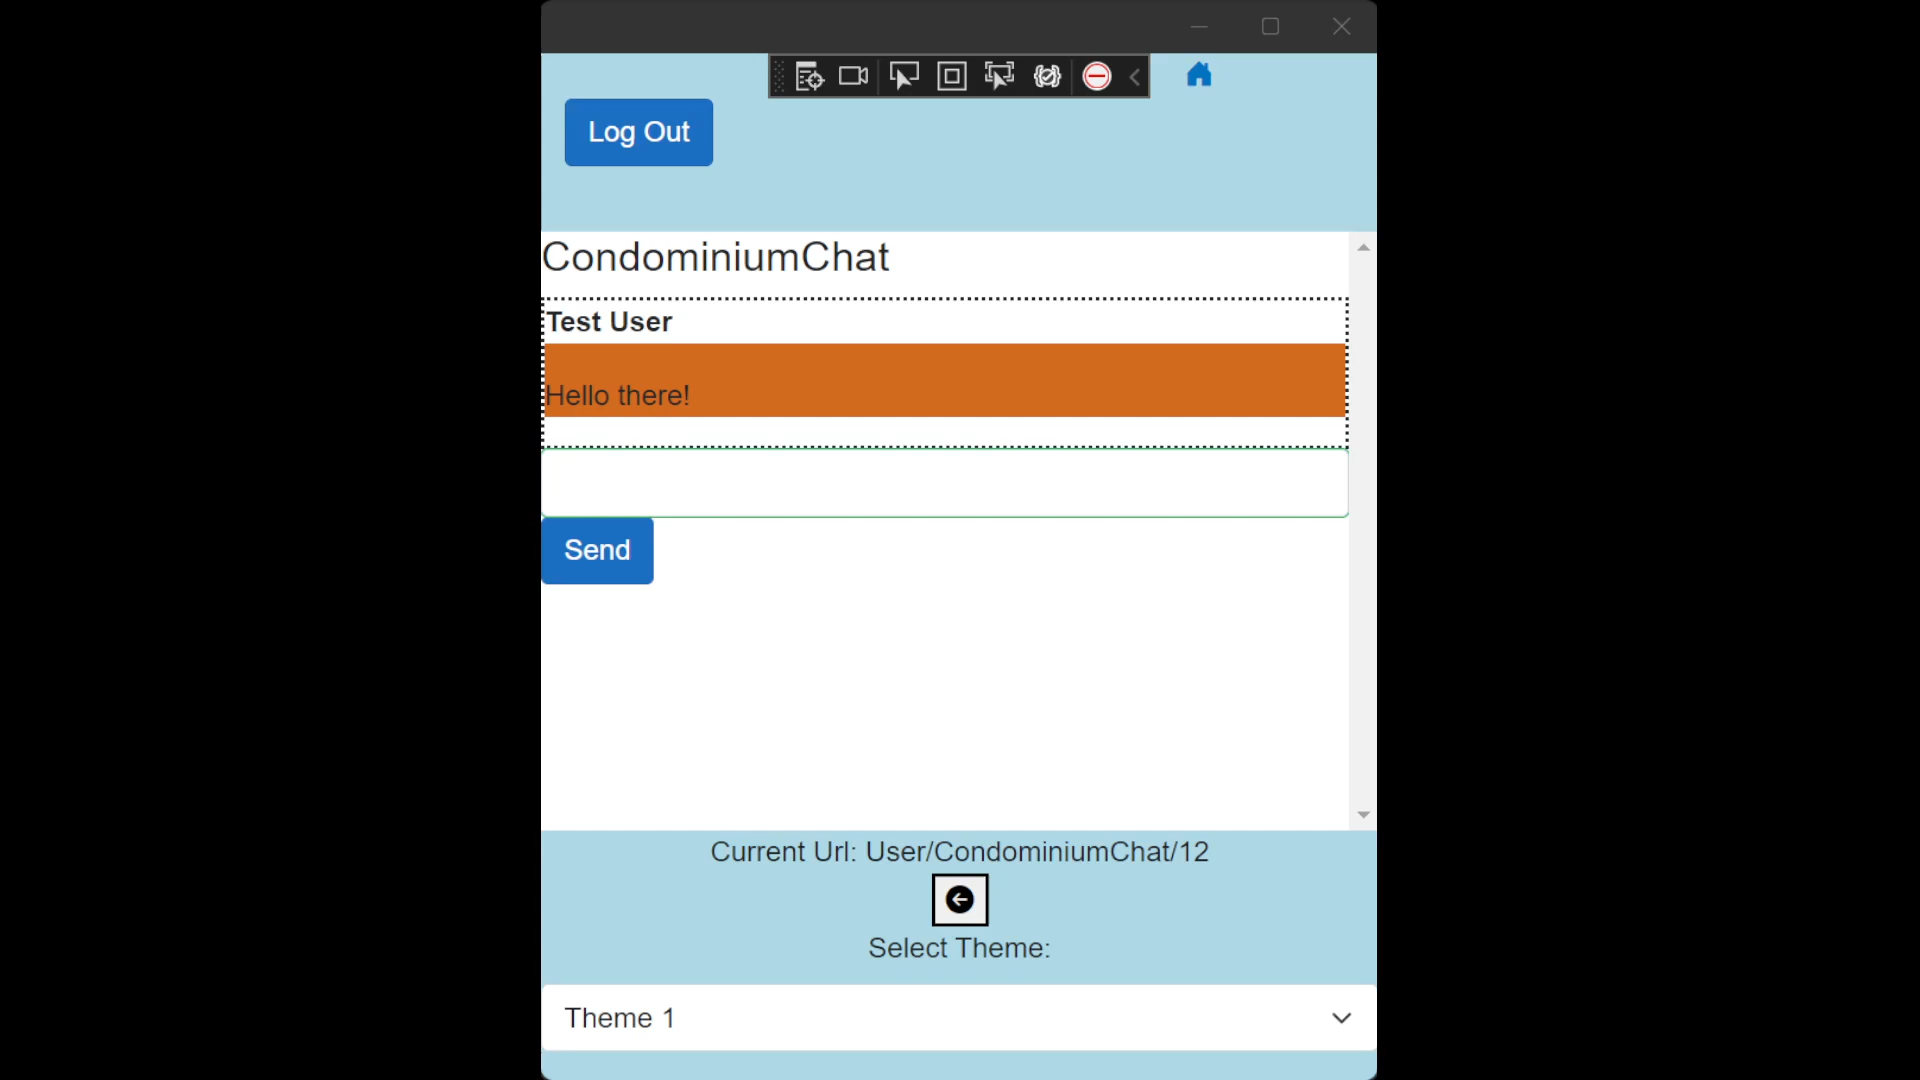 Log Out
CondominiumChat
Test User
Hello there!
Send
Current Url: User/CondominiumChat/12
Select Theme:
Theme 1